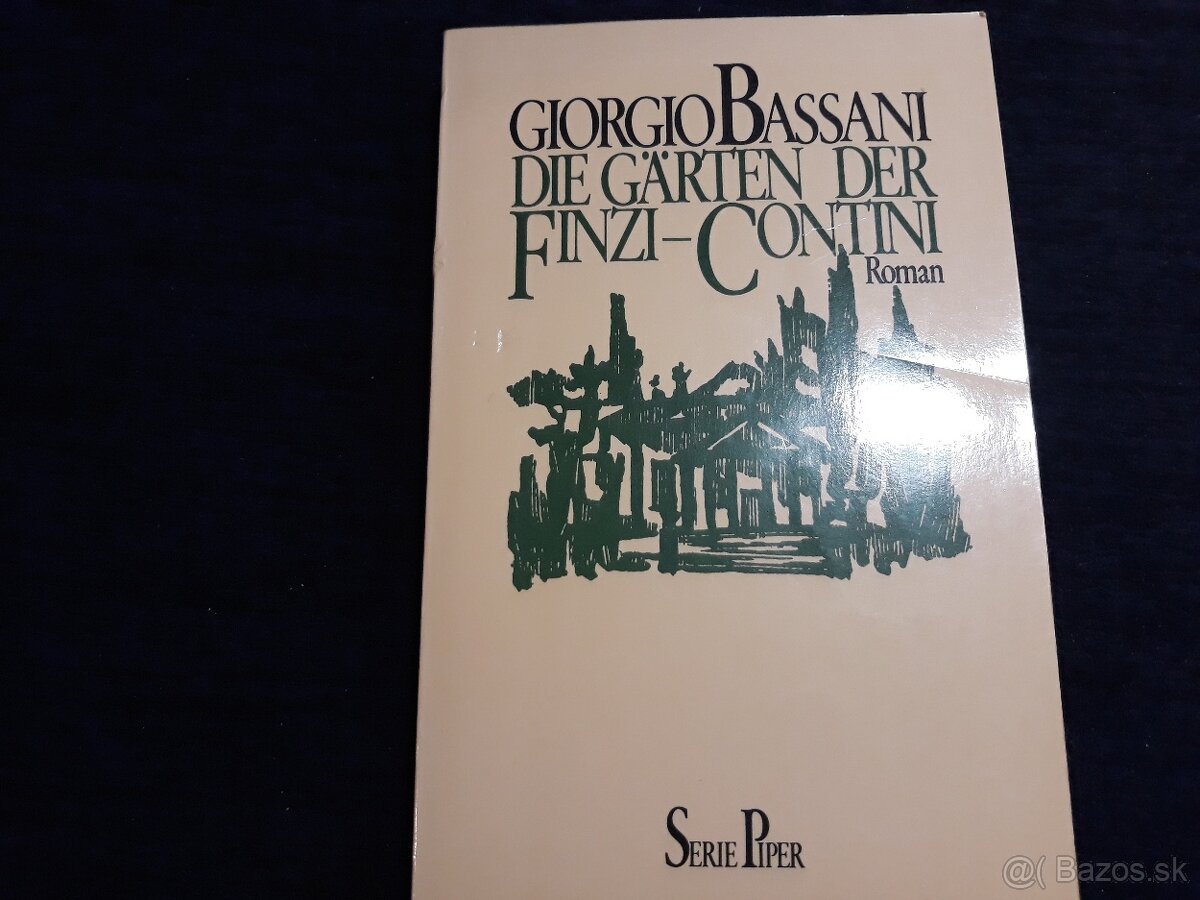 GIORGIO BASSANI
DIE GÄRTEN DER
FINZI-CONTINI
Roman
SERIE PIPER
@( Bazos.sk